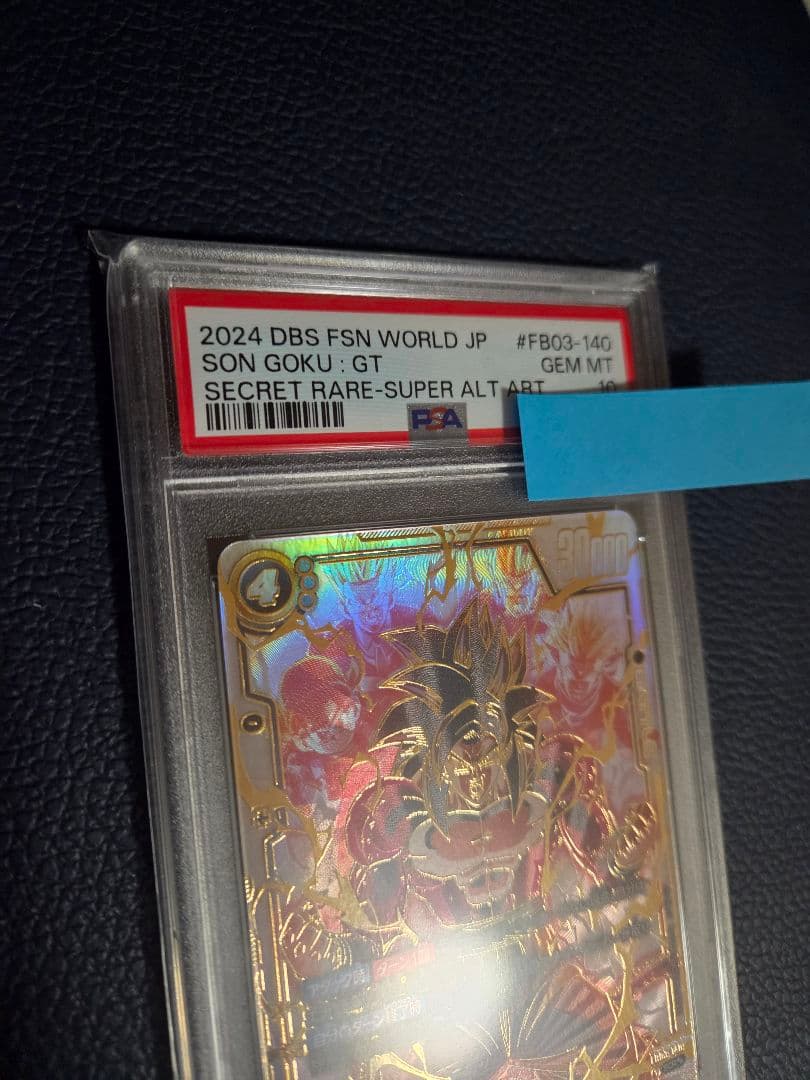 2024 DBS FSN WORLD JP #FB03-140
SON GOKU : GT GEM MT
SECRET RARE-SUPER ALT ART 10
PSA
4 30000